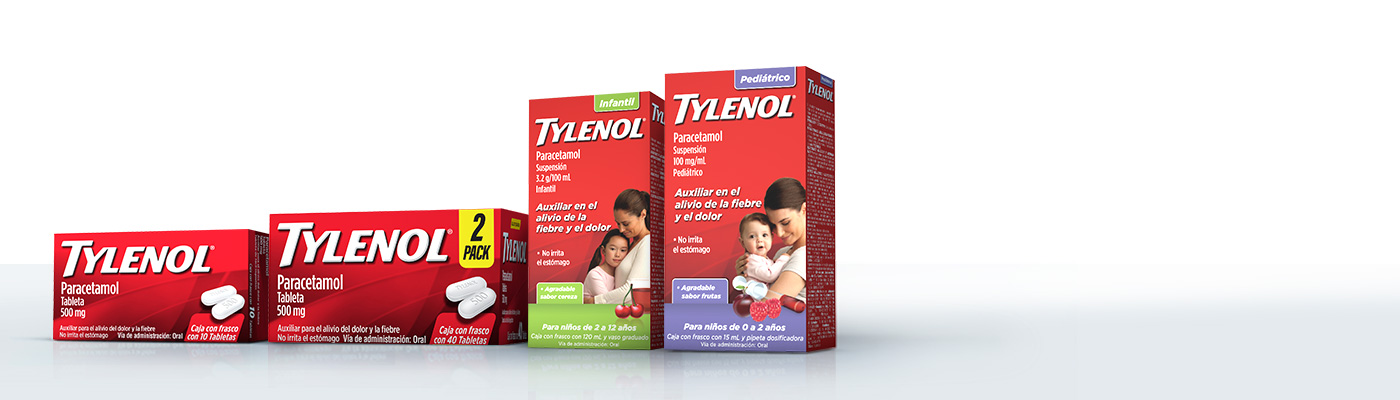 TYLENOL®
Paracetamol
Tableta
500 mg
Auxiliar para el alivio del dolor y la fiebre
No irrita el estómago Vía de administración: Oral
Caja con frasco
con 10 Tabletas
TYLENOL®
2
PACK
Paracetamol
Tableta
500 mg
Auxiliar para el alivio del dolor y la fiebre
No irrita el estómago Vía de administración: Oral
Caja con frasco
con 40 Tabletas
500
TYLENOL
Infantil
TYLENOL®
Paracetamol
Suspensión
3.2 g/100 mL
Infantil
Auxiliar en el
alivio de la
fiebre y el dolor
• No irrita
el estómago
• Agradable
sabor cereza
Para niños de 2 a 12 años
Caja con frasco con 120 mL y vaso graduado
Vía de administración: Oral
Pediátrico
TYLENOL®
Paracetamol
Suspensión
100 mg/mL
Pediátrico
Auxiliar en el
alivio de la fiebre
y el dolor
• No irrita
el estómago
• Agradable
sabor frutas
Para niños de 0 a 2 años
Caja con frasco con 15 mL y pipeta dosificadora
Vía de administración: Oral
TYLENOL